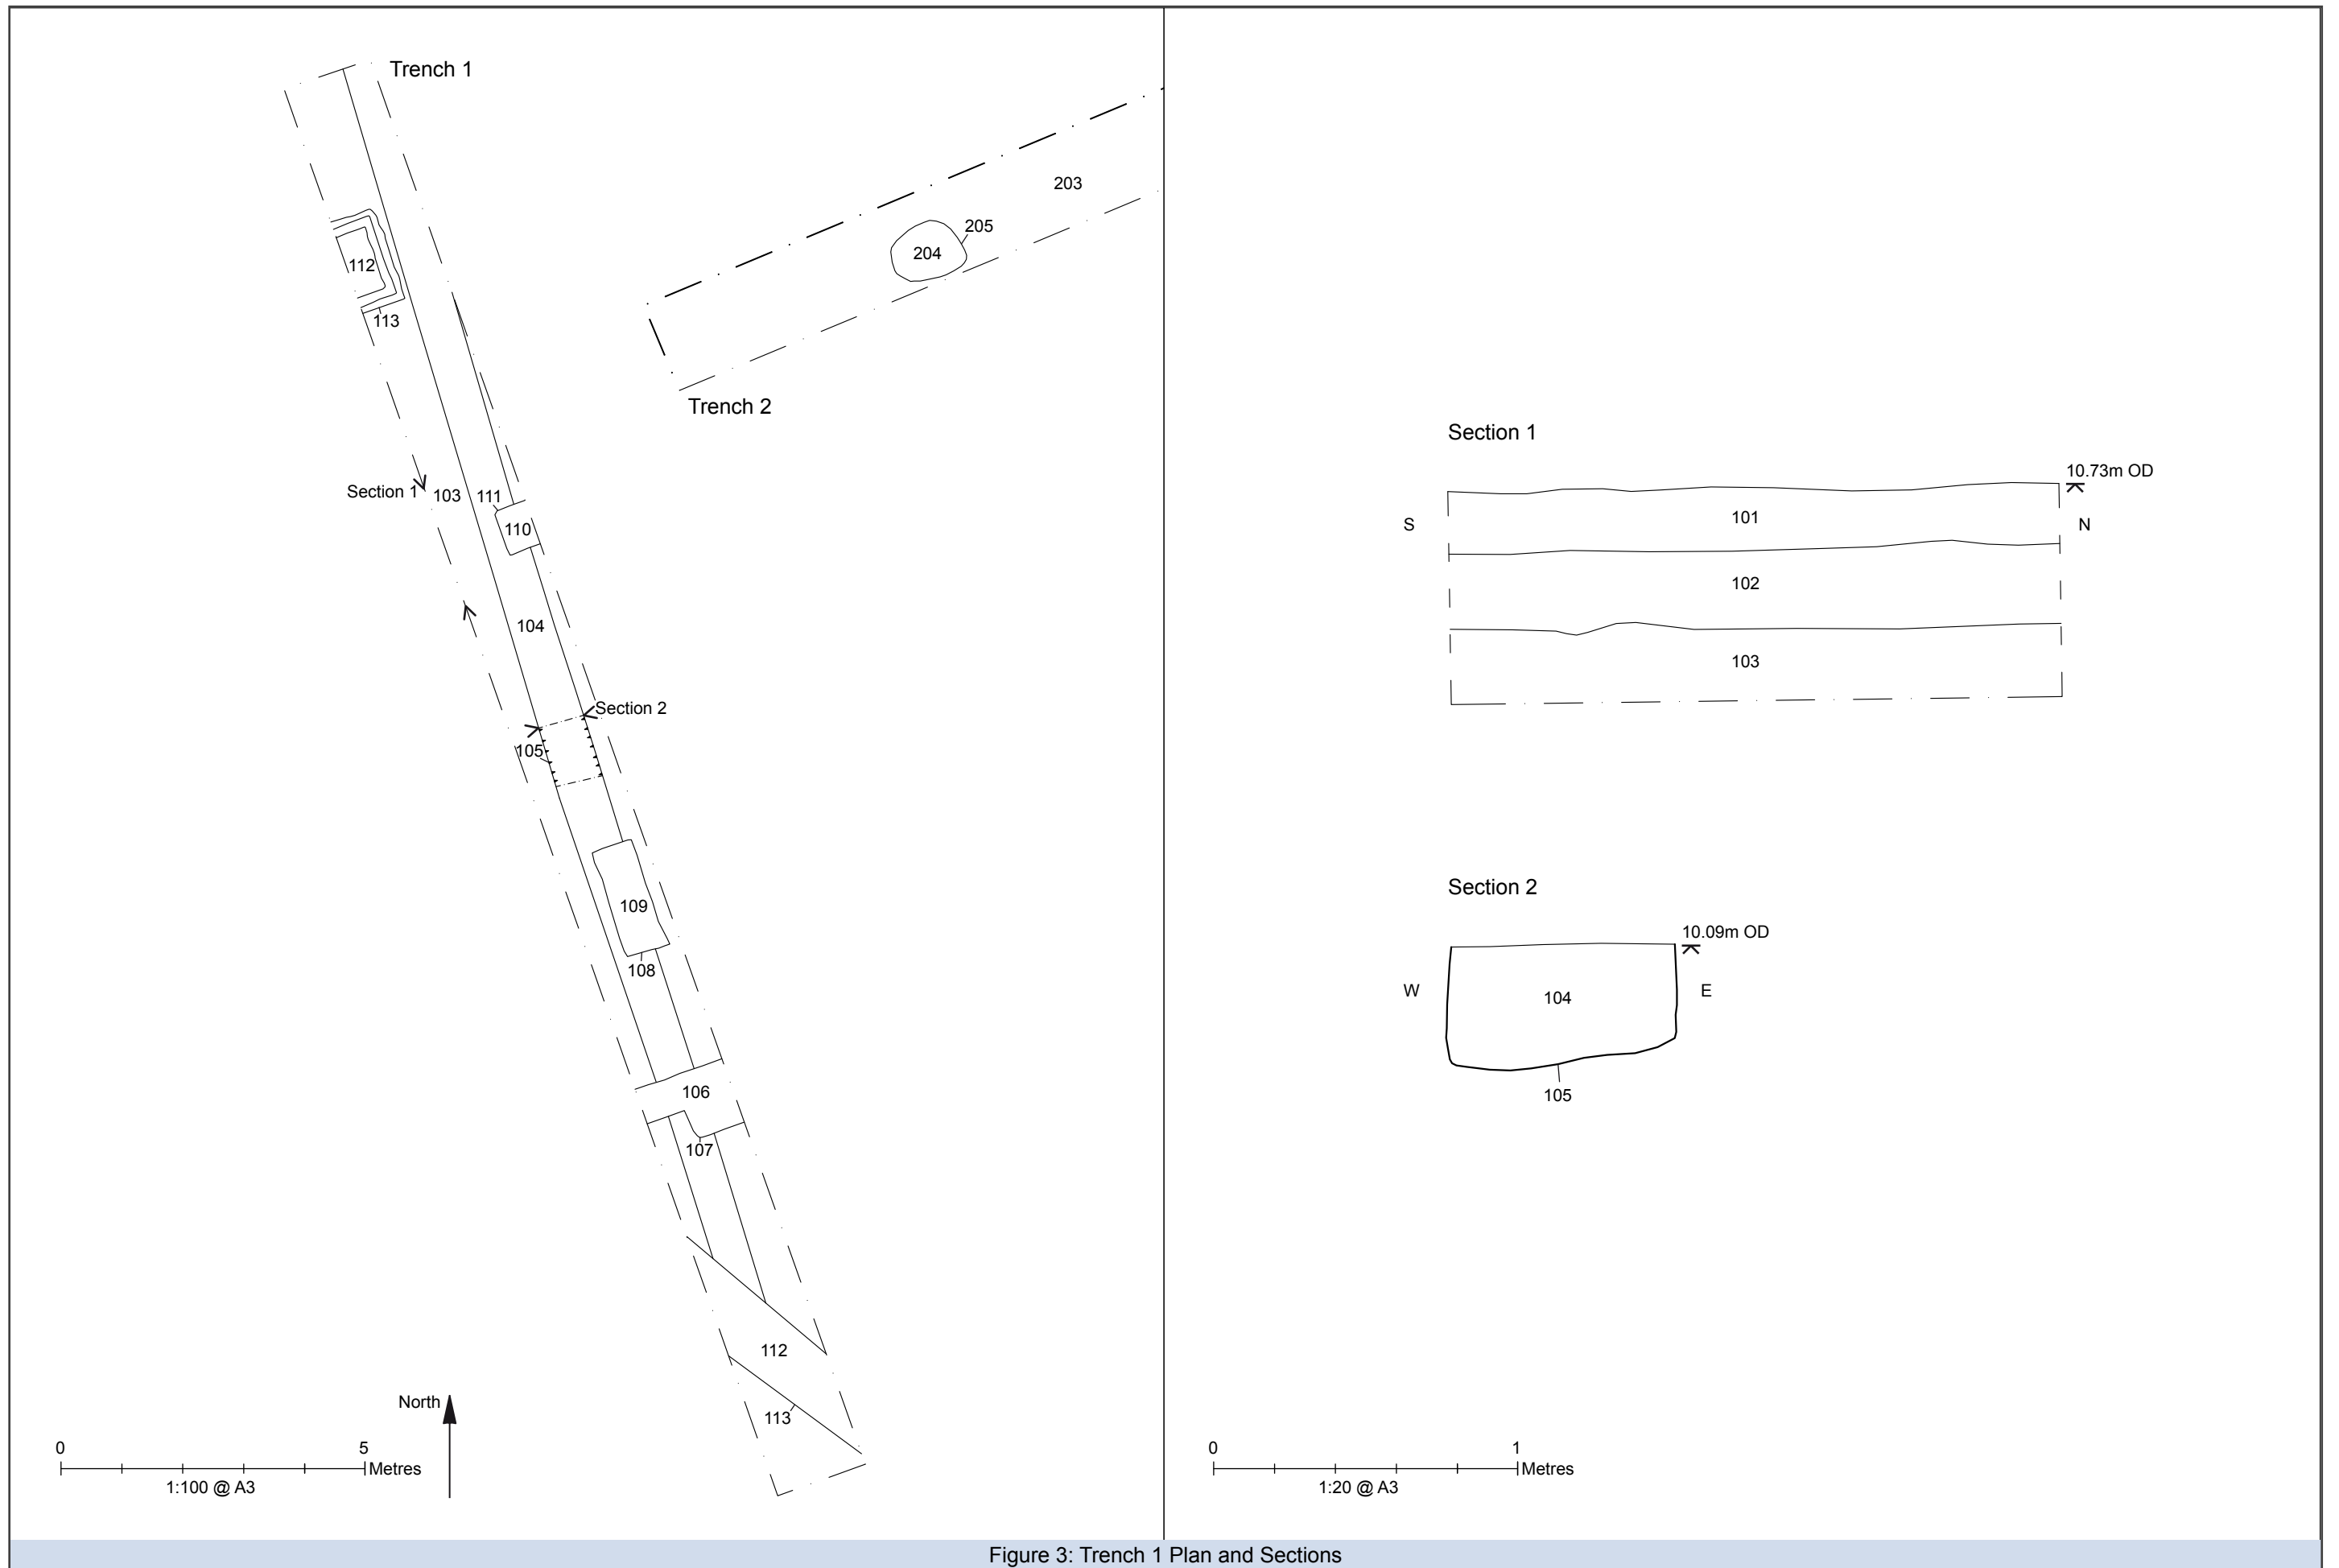 Trench 1
203
205
204
112
113
Trench 2
Section 1
103
111
110
104
Section 2
105
109
108
106
107
112
113
North
0
5
Metres
1:100 @ A3
Section 1
10.73m OD
S
101
N
102
103
Section 2
10.09m OD
W
104
E
105
0
1
Metres
1:20 @ A3
Figure 3: Trench 1 Plan and Sections